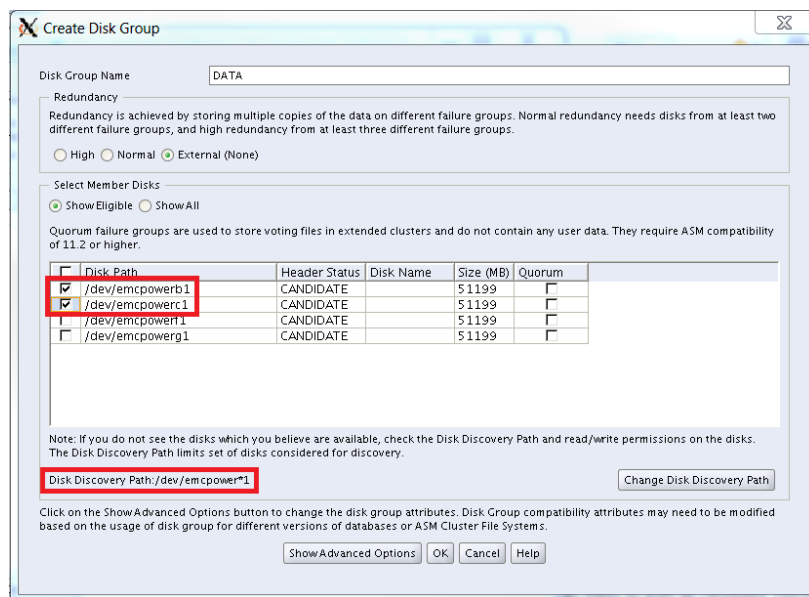 Create Disk Group
Disk Group Name
DATA
Redundancy
Redundancy is achieved by storing multiple copies of the data on different failure groups. Normal redundancy needs disks from at least two
different failure groups, and high redundancy from at least three different failure groups.
High Normal External (None)
Select Member Disks
Show Eligible Show All
Quorum failure groups are used to store voting files in extended clusters and do not contain any user data. They require ASM compatibility
of 11.2 or higher.
Disk Path Header Status Disk Name Size (MB) Quorum
/dev/emcpowerb1 CANDIDATE 51199
/dev/emcpowerc1 CANDIDATE 51199
/dev/emcpowerf1 CANDIDATE 51199
/dev/emcpowerg1 CANDIDATE 51199
Note: If you do not see the disks which you believe are available, check the Disk Discovery Path and read/write permissions on the disks.
The Disk Discovery Path limits set of disks considered for discovery.
Disk Discovery Path:/dev/emcpower*1
Change Disk Discovery Path
Click on the Show Advanced Options button to change the disk group attributes. Disk Group compatibility attributes may need to be modified
based on the usage of disk group for different versions of databases or ASM Cluster File Systems.
Show Advanced Options OK Cancel Help